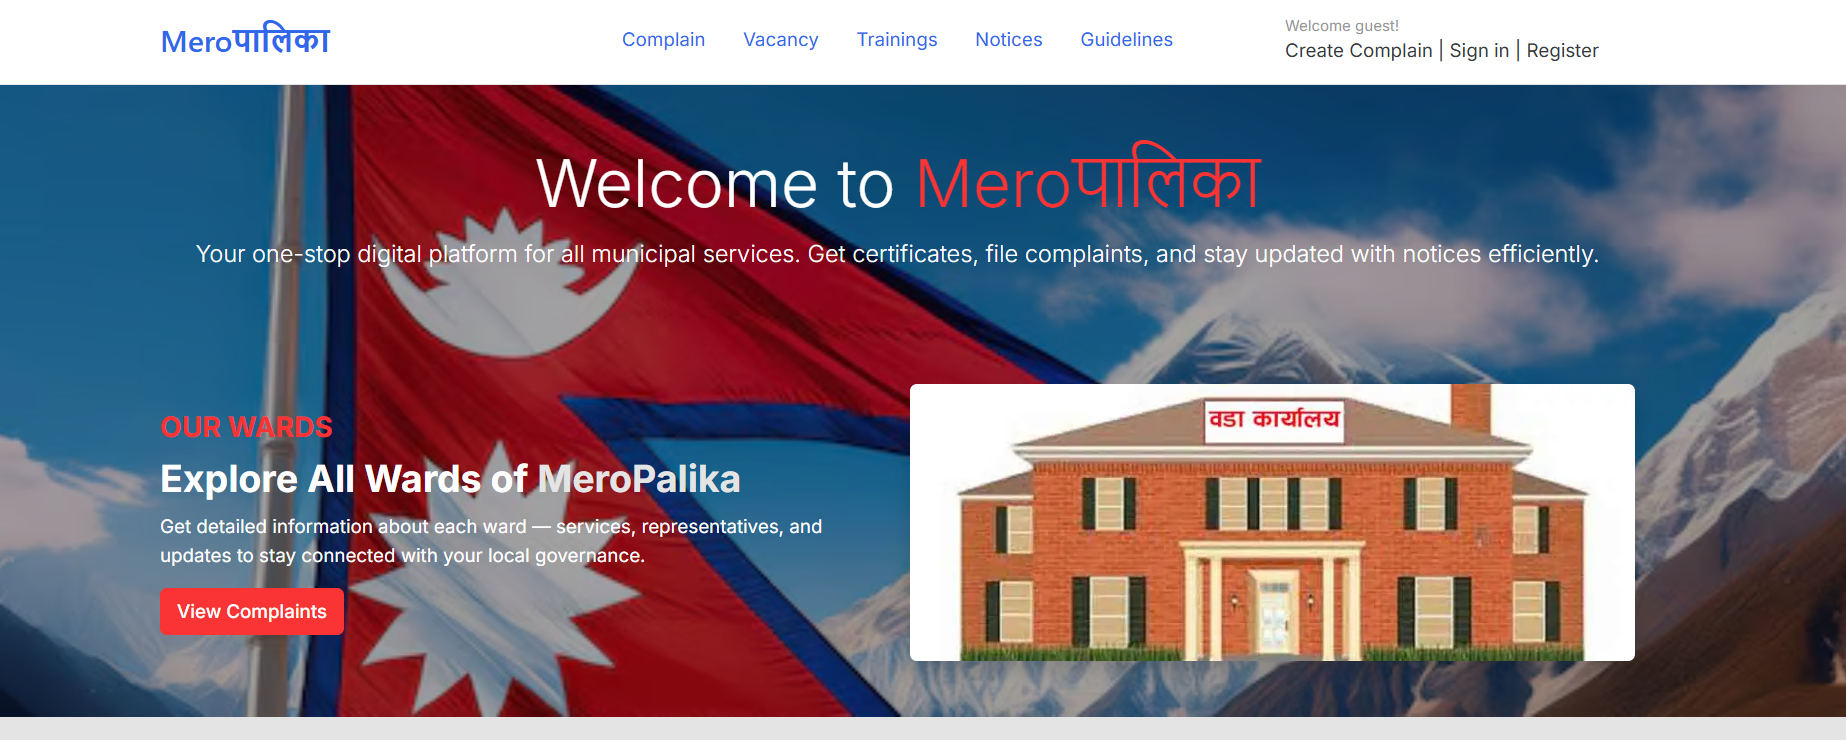 Meroपालिका
Complain Vacancy Trainings Notices Guidelines
Welcome guest!
Create Complain | Sign in | Register
Welcome to Meroपालिका
Your one-stop digital platform for all municipal services. Get certificates, file complaints, and stay updated with notices efficiently.
OUR WARDS
Explore All Wards of MeroPalika
Get detailed information about each ward — services, representatives, and
updates to stay connected with your local governance.
View Complaints
वडा कार्यालय